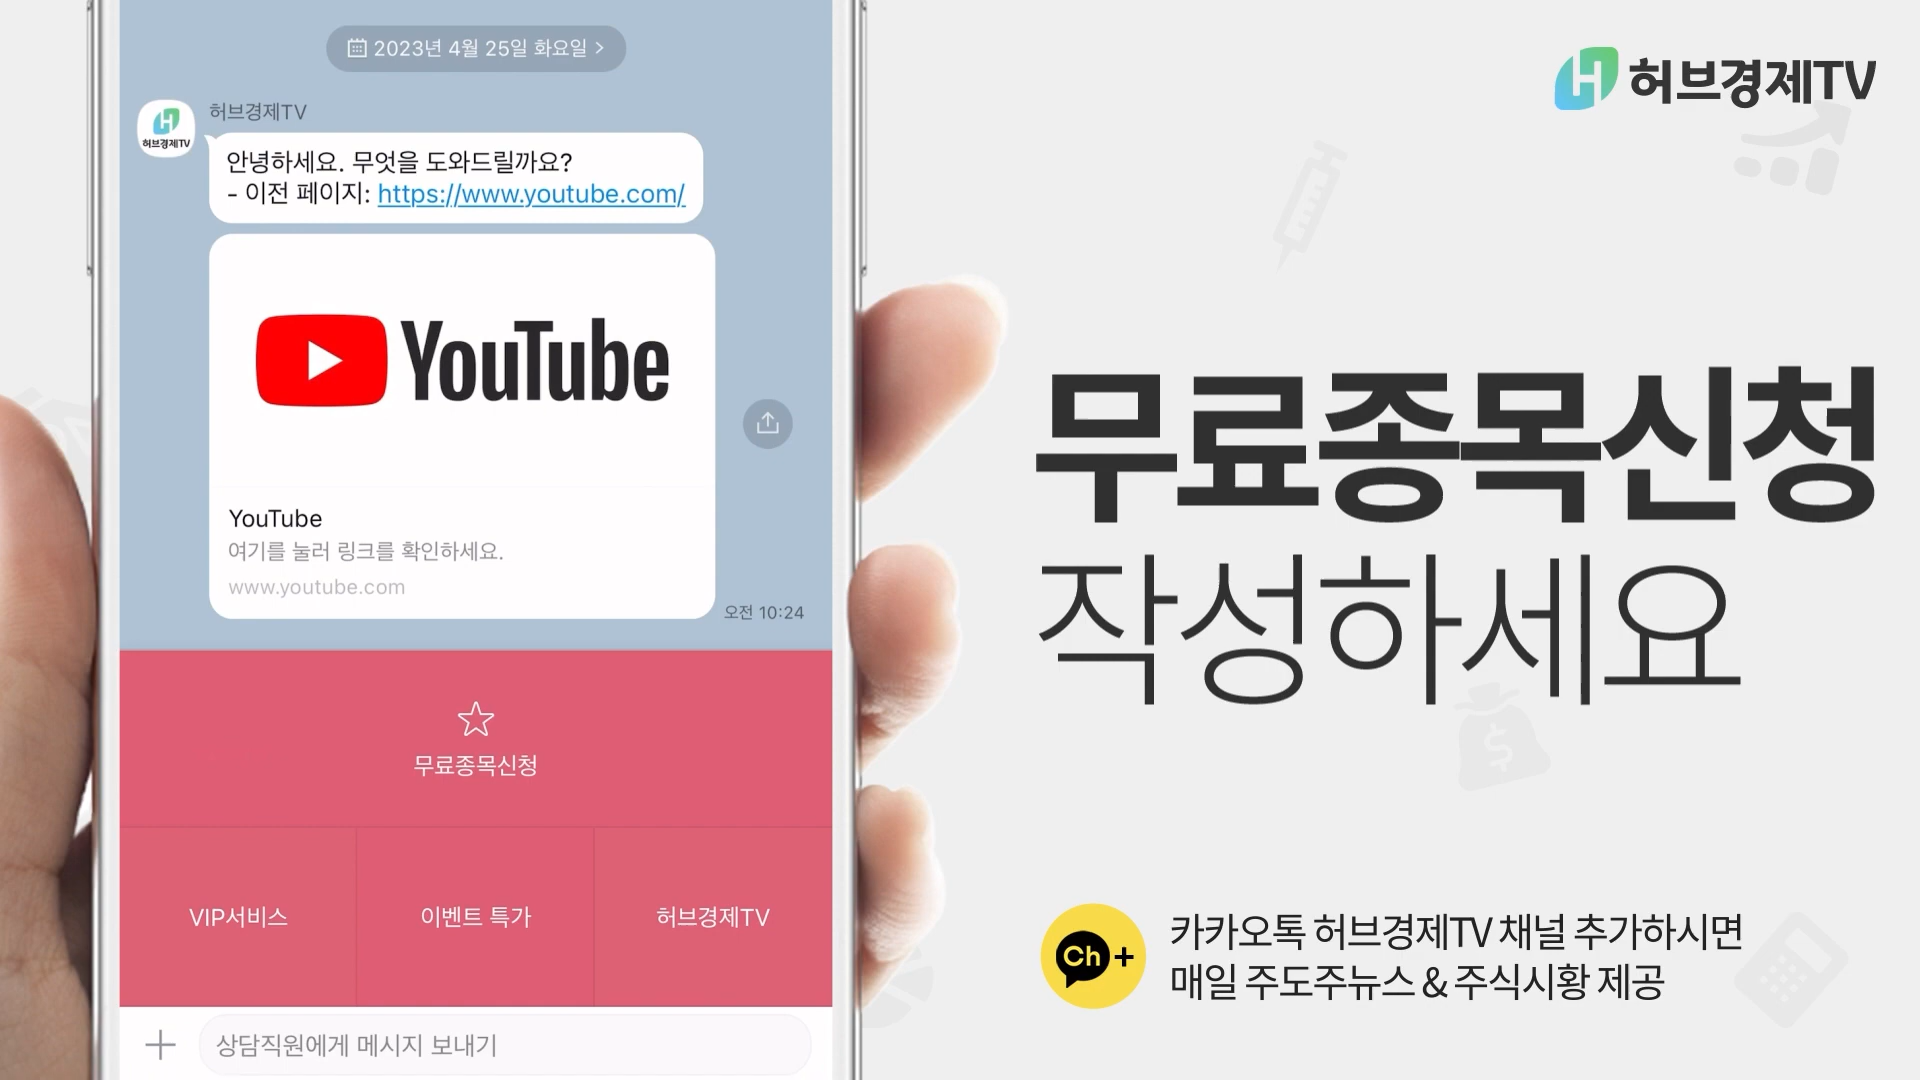 2023년 4월 25일 화요일 >
허브경제TV
허브경제TV
안녕하세요. 무엇을 도와드릴까요?
- 이전 페이지: https://www.youtube.com/
YouTube
YouTube
여기를 눌러 링크를 확인하세요.
www.youtube.com
오전 10:24
무료종목신청
VIP서비스
이벤트 특가
허브경제TV
상담직원에게 메시지 보내기
허브경제TV
무료종목신청
작성하세요
Ch+
카카오톡 허브경제TV 채널 추가하시면
매일 주도주뉴스 & 주식시황 제공